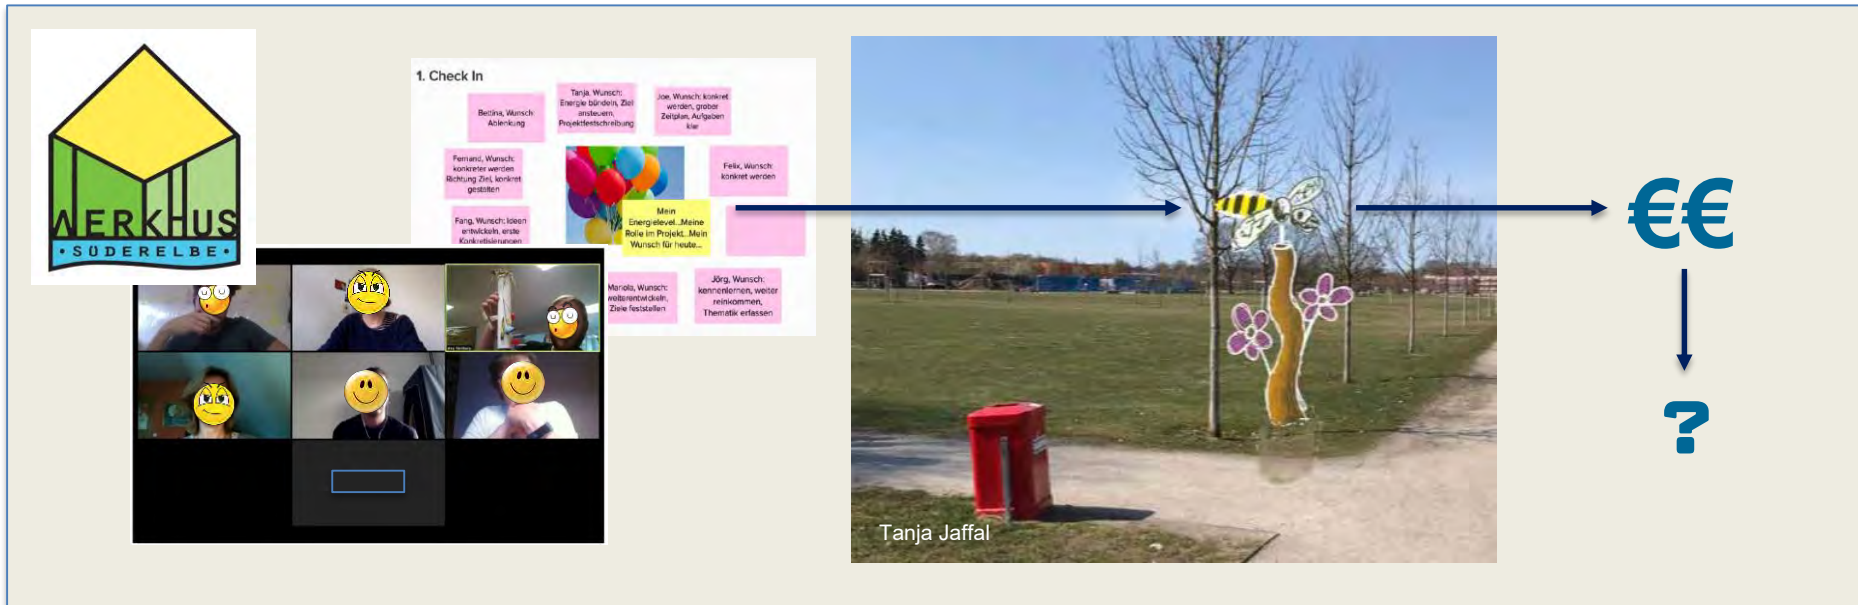 WERKHUS
• SÜDERELBE •
1. Check In
Bettina, Wunsch:
Ablenkung
Tanja, Wunsch:
Energie bündeln, Ziel
ansteuern,
Projektfestschreibung
Joe, Wunsch: konkret
werden, grober
Zeitplan, Aufgaben
klar
Fernand, Wunsch:
konkreter werden
Richtung Ziel, konkret
gestalten
Felix, Wunsch:
konkret werden
Fang, Wunsch: Ideen
entwickeln, erste
Konkretisierungen
Mein
Energielevel...Meine
Rolle im Projekt...Mein
Wunsch für heute...
Mariola, Wunsch:
weiterentwickeln,
Ziele feststellen
Jörg, Wunsch:
kennenlernen, weiter
reinkommen,
Thematik erfassen
Tanja Jaffal
€€
?